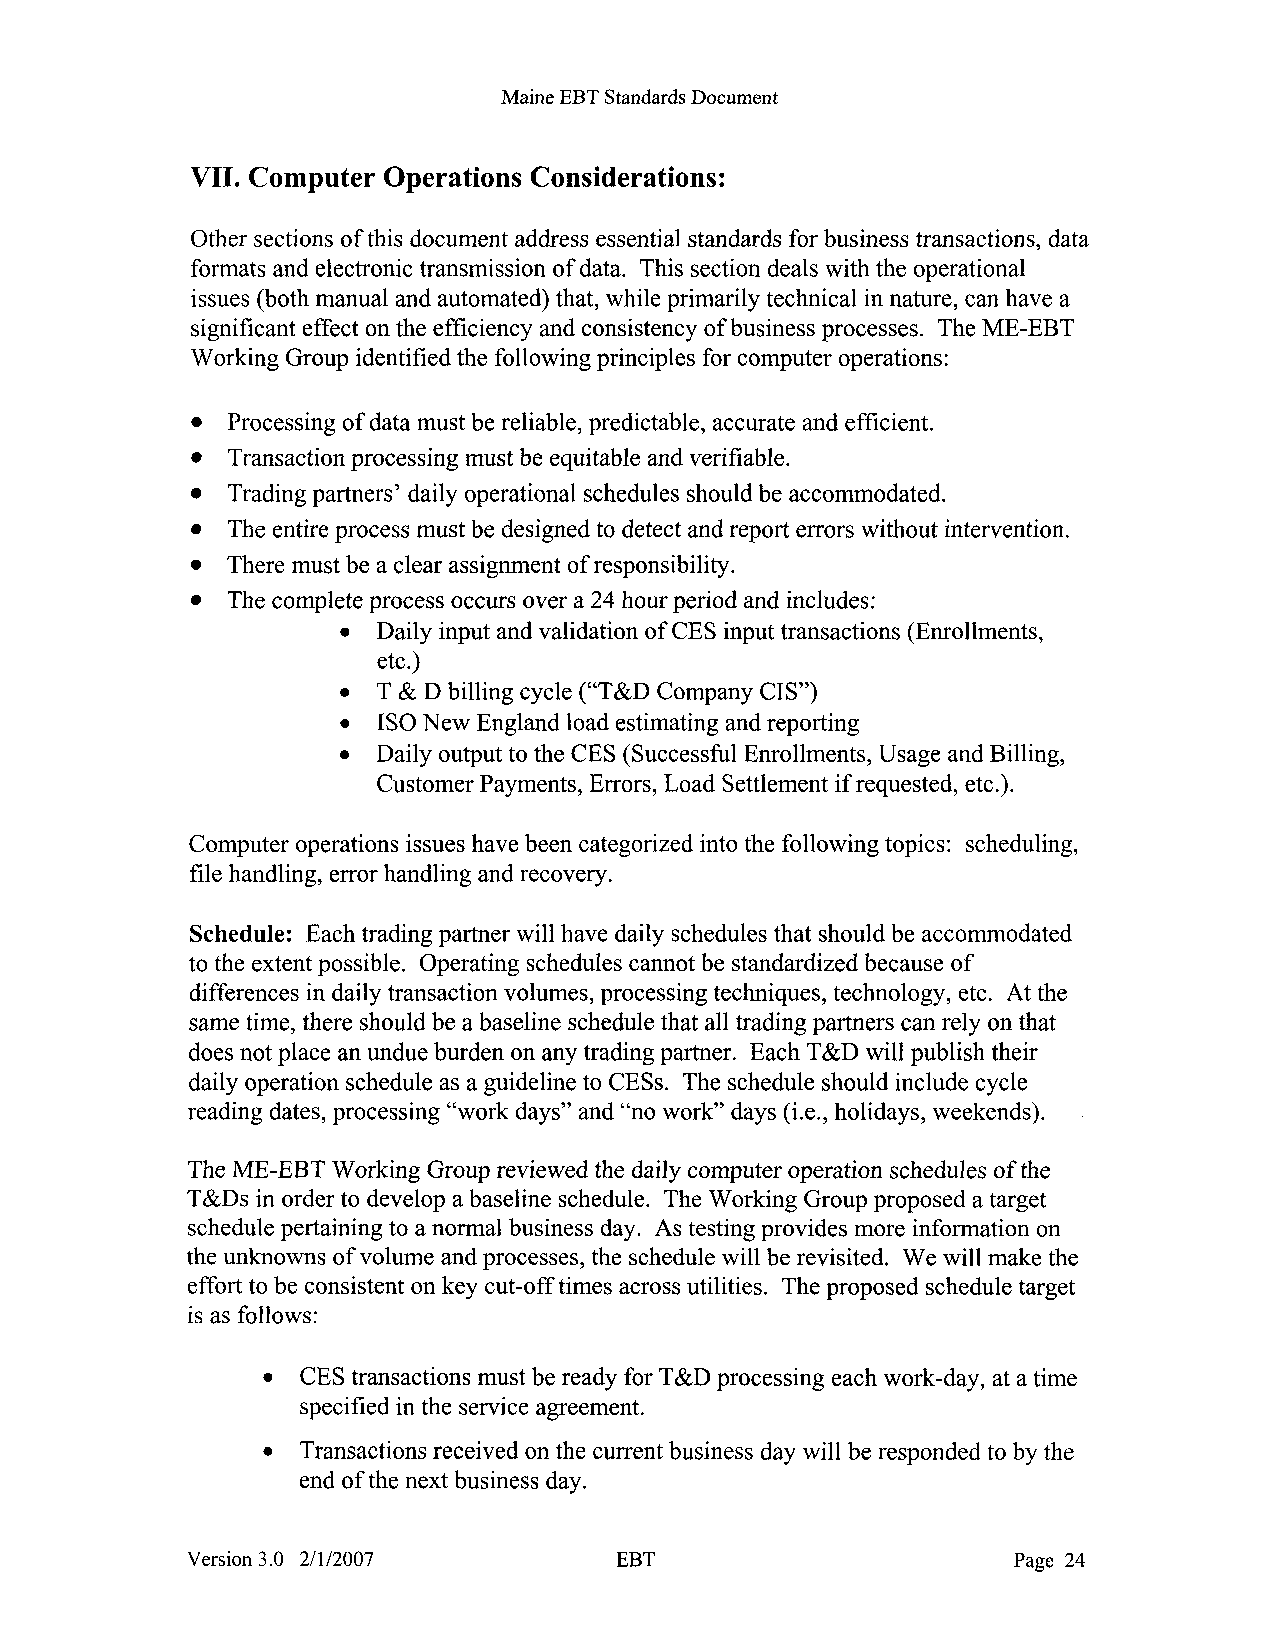 Maine EBT Standards Document
VII. Computer Operations Considerations:
Other sections of this document address essential standards for business transactions, data
formats and electronic transmission of data. This section deals with the operational
issues (both manual and automated) that, while primarily technical in nature, can have a
significant effect on the efficiency and consistency of business processes. The ME-EBT
Working Group identified the following principles for computer operations:
• Processing of data must be reliable, predictable, accurate and efficient.
• Transaction processing must be equitable and verifiable.
• Trading partners' daily operational schedules should be accommodated.
• The entire process must be designed to detect and report errors without intervention.
• There must be a clear assignment of responsibility.
• The complete process occurs over a 24 hour period and includes:
• Daily input and validation of CES input transactions (Enrollments,
etc.)
• T & D billing cycle (“T&D Company CIS”)
• ISO New England load estimating and reporting
• Daily output to the CES (Successful Enrollments, Usage and Billing,
Customer Payments, Errors, Load Settlement if requested, etc.).
Computer operations issues have been categorized into the following topics: scheduling,
file handling, error handling and recovery.
Schedule: Each trading partner will have daily schedules that should be accommodated
to the extent possible. Operating schedules cannot be standardized because of
differences in daily transaction volumes, processing techniques, technology, etc. At the
same time, there should be a baseline schedule that all trading partners can rely on that
does not place an undue burden on any trading partner. Each T&D will publish their
daily operation schedule as a guideline to CESs. The schedule should include cycle
reading dates, processing “work days” and “no work” days (i.e., holidays, weekends).
The ME-EBT Working Group reviewed the daily computer operation schedules of the
T&Ds in order to develop a baseline schedule. The Working Group proposed a target
schedule pertaining to a normal business day. As testing provides more information on
the unknowns of volume and processes, the schedule will be revisited. We will make the
effort to be consistent on key cut-off times across utilities. The proposed schedule target
is as follows:
• CES transactions must be ready for T&D processing each work-day, at a time
specified in the service agreement.
• Transactions received on the current business day will be responded to by the
end of the next business day.
Version 3.0 2/1/2007 EBT Page 24